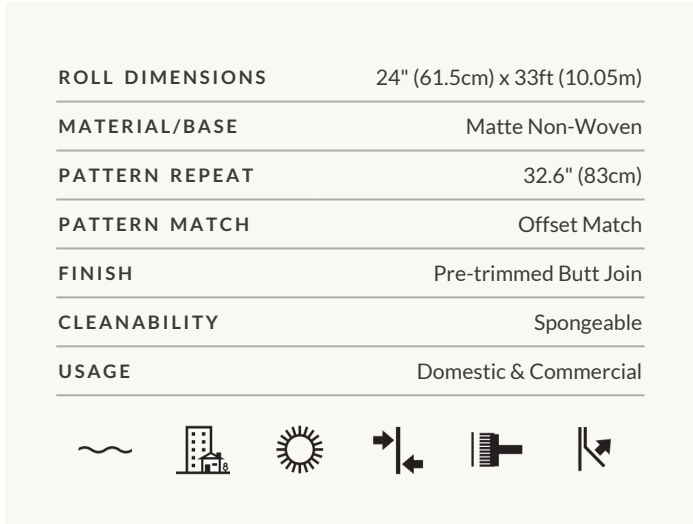 ROLL DIMENSIONS 24" (61.5cm) x 33ft (10.05m)
MATERIAL/BASE Matte Non-Woven
PATTERN REPEAT 32.6" (83cm)
PATTERN MATCH Offset Match
FINISH Pre-trimmed Butt Join
CLEANABILITY Spongeable
USAGE Domestic & Commercial